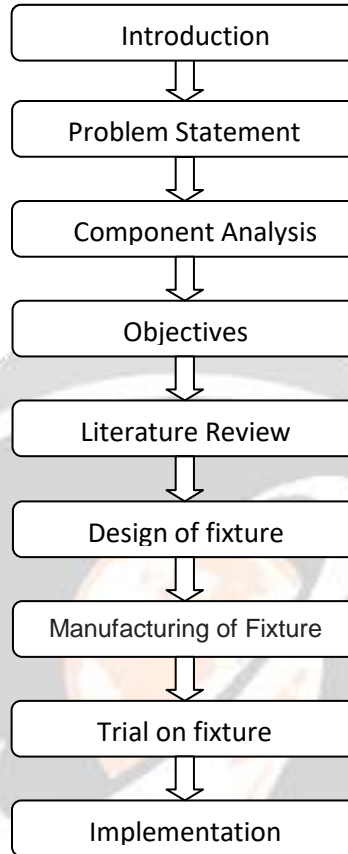 Introduction
Problem Statement
Component Analysis
Objectives
Literature Review
Design of fixture
Manufacturing of Fixture
Trial on fixture
Implementation